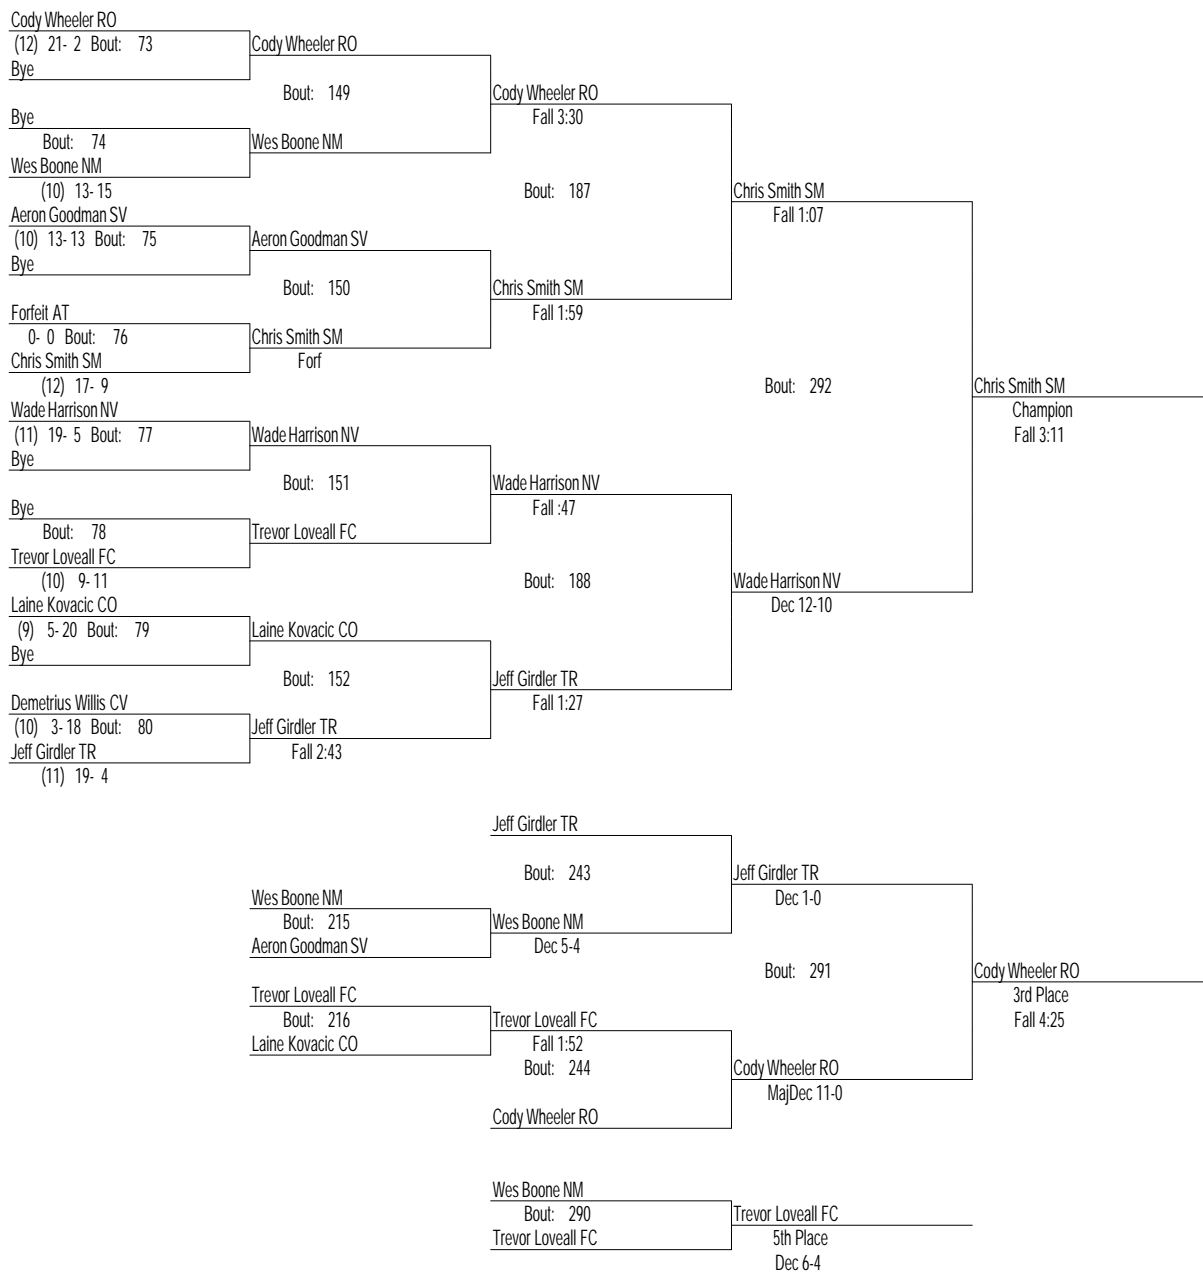 Cody Wheeler RO
(12) 21- 2 Bout: 73
Bye
Cody Wheeler RO
Bout: 149
Bye
Bout: 74
Wes Boone NM
(10) 13- 15
Wes Boone NM
Cody Wheeler RO
Fall 3:30
Bout: 187
Aeron Goodman SV
(10) 13- 13 Bout: 75
Bye
Aeron Goodman SV
Bout: 150
Forfeit AT
0- 0 Bout: 76
Chris Smith SM
(12) 17- 9
Chris Smith SM
Forf
Chris Smith SM
Fall 1:59
Chris Smith SM
Fall 1:07
Bout: 292
Wade Harrison NV
(11) 19- 5 Bout: 77
Bye
Wade Harrison NV
Bout: 151
Bye
Bout: 78
Trevor Loveall FC
(10) 9- 11
Trevor Loveall FC
Wade Harrison NV
Fall :47
Bout: 188
Laine Kovacic CO
(9) 5- 20 Bout: 79
Bye
Laine Kovacic CO
Bout: 152
Demetrius Willis CV
(10) 3- 18 Bout: 80
Jeff Girdler TR
(11) 19- 4
Jeff Girdler TR
Fall 2:43
Jeff Girdler TR
Fall 1:27
Wade Harrison NV
Dec 12-10
Chris Smith SM
Champion
Fall 3:11
Jeff Girdler TR
Bout: 243
Wes Boone NM
Bout: 215
Aeron Goodman SV
Wes Boone NM
Dec 5-4
Jeff Girdler TR
Dec 1-0
Bout: 291
Trevor Loveall FC
Bout: 216
Laine Kovacic CO
Trevor Loveall FC
Fall 1:52
Bout: 244
Cody Wheeler RO
Cody Wheeler RO
MajDec 11-0
Cody Wheeler RO
3rd Place
Fall 4:25
Wes Boone NM
Bout: 290
Trevor Loveall FC
Trevor Loveall FC
5th Place
Dec 6-4